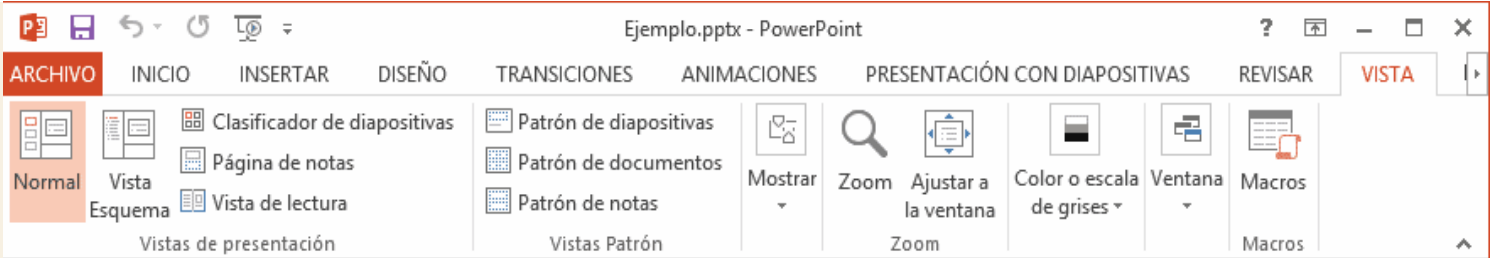 Ejemplo.pptx - PowerPoint
ARCHIVO INICIO INSERTAR DISEÑO TRANSICIONES ANIMACIONES PRESENTACIÓN CON DIAPOSITIVAS REVISAR VISTA
Normal
Vista
Esquema
Clasificador de diapositivas
Página de notas
Vista de lectura
Vistas de presentación
Patrón de diapositivas
Patrón de documentos
Patrón de notas
Vistas Patrón
Mostrar
Zoom
Ajustar a
la ventana
Zoom
Color o escala
de grises
Ventana
Macros
Macros